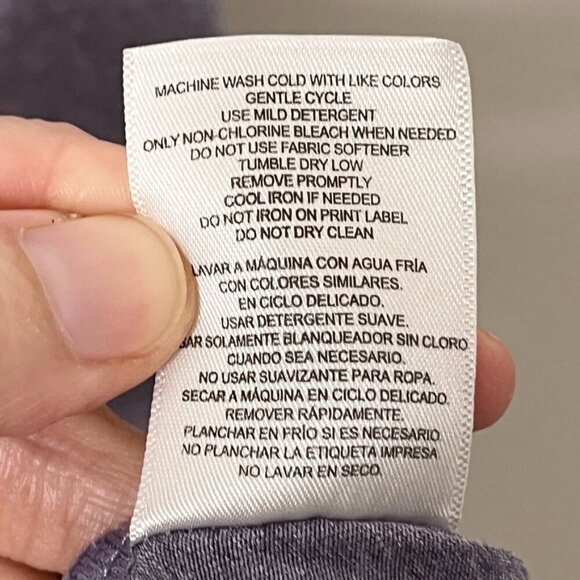 MACHINE WASH COLD WITH LIKE COLORS
GENTLE CYCLE
USE MILD DETERGENT
ONLY NON-CHLORINE BLEACH WHEN NEEDED
DO NOT USE FABRIC SOFTENER
TUMBLE DRY LOW
REMOVE PROMPTLY
COOL IRON IF NEEDED
DO NOT IRON ON PRINT LABEL
DO NOT DRY CLEAN
LAVAR A MÁQUINA CON AGUA FRÍA
CON COLORES SIMILARES.
EN CICLO DELICADO.
USAR DETERGENTE SUAVE.
SAR SOLAMENTE BLANQUEADOR SIN CLORO
CUANDO SEA NECESARIO.
NO USAR SUAVIZANTE PARA ROPA.
SECAR A MÁQUINA EN CICLO DELICADO.
REMOVER RÁPIDAMENTE.
PLANCHAR EN FRÍO SI ES NECESARIO
NO PLANCHAR LA ETIQUETA IMPRESA
NO LAVAR EN SECO